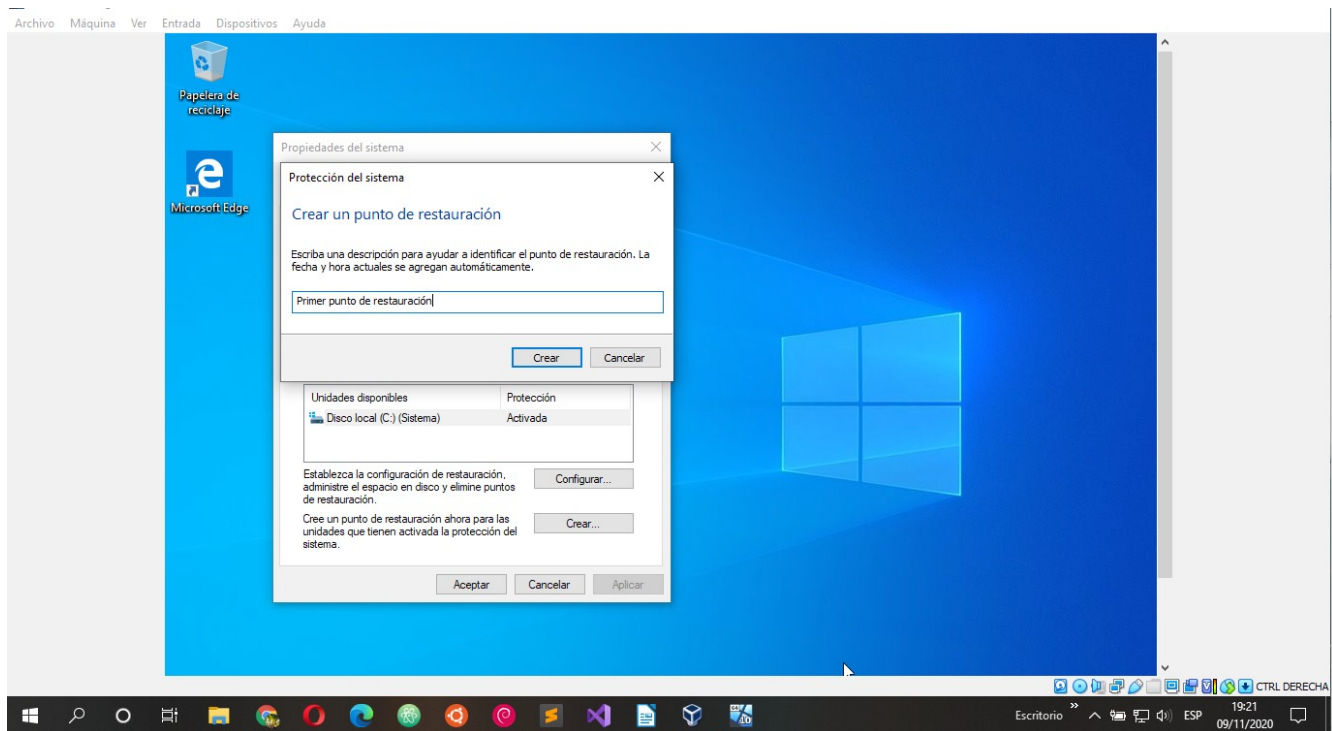 Archivo Máquina Ver Entrada Dispositivos Ayuda
Papelera de
reciclaje
Microsoft Edge
Propiedades del sistema
Protección del sistema
Crear un punto de restauración
Escriba una descripción para ayudar a identificar el punto de restauración. La
fecha y hora actuales se agregan automáticamente.
Primer punto de restauración
Crear Cancelar
Unidades disponibles Protección
Disco local (C:) (Sistema) Activada
Establezca la configuración de restauración,
administre el espacio en disco y elimine puntos
de restauración.
Configurar...
Cree un punto de restauración ahora para las
unidades que tienen activada la protección del
sistema.
Crear...
Aceptar Cancelar Aplicar
CTRL DERECHA
Escritorio ESP 19:21
09/11/2020